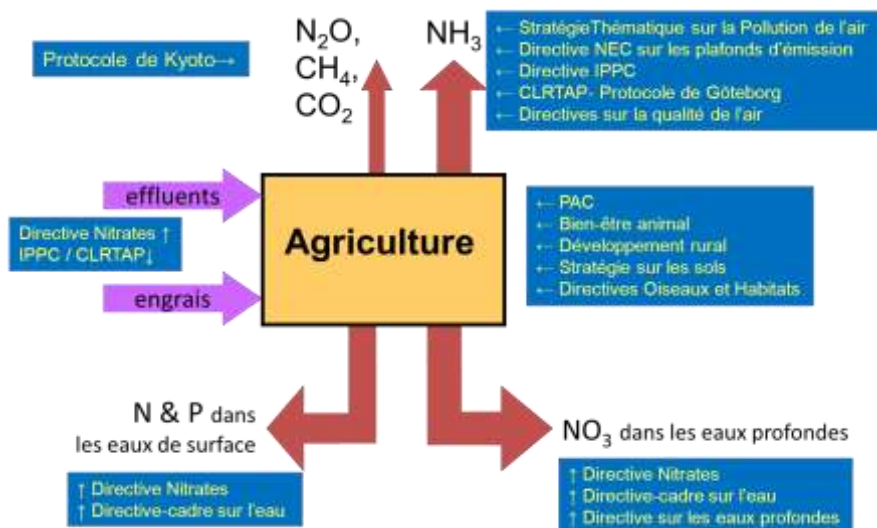 Protocole de Kyoto→
N₂O,
CH₄,
CO₂
NH₃
← StratégieThématique sur la Pollution de l'air
← Directive NEC sur les plafonds d'émission
← Directive IPPC
← CLRTAP- Protocole de Göteborg
← Directives sur la qualité de l'air
effluents
Directive Nitrates ↑
IPPC / CLRTAP↓
engrais
Agriculture
← PAC
← Bien-être animal
← Développement rural
← Stratégie sur les sols
← Directives Oiseaux et Habitats
N & P dans
les eaux de surface
↑ Directive Nitrates
↑ Directive-cadre sur l'eau
NO₃ dans les eaux profondes
↑ Directive Nitrates
↑ Directive-cadre sur l'eau
↑ Directive sur les eaux profondes